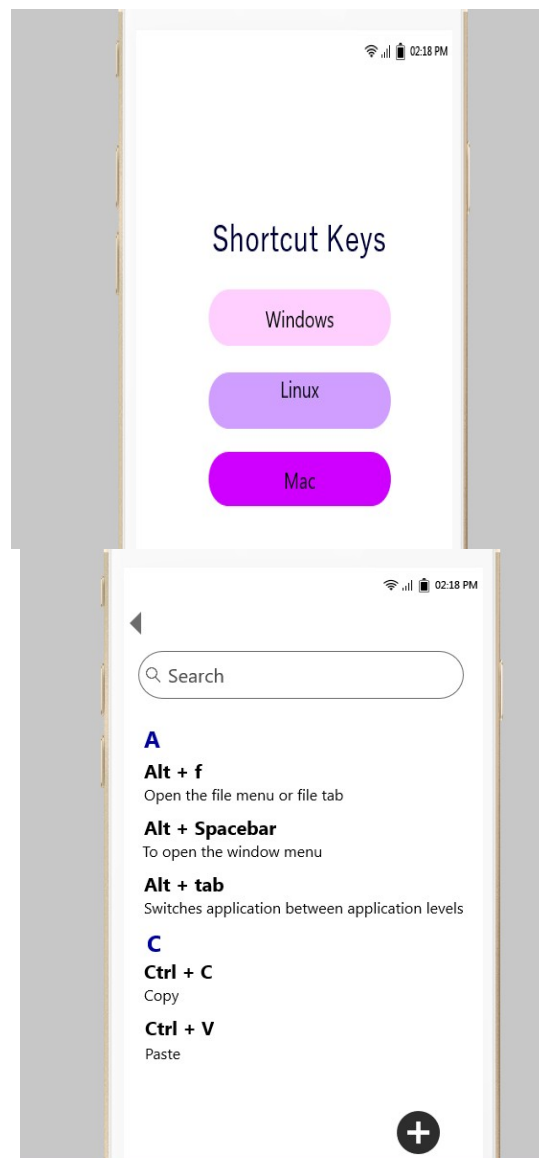 02:18 PM
Shortcut Keys
Windows
Linux
Mac
02:18 PM
Search
A
Alt + f
Open the file menu or file tab
Alt + Spacebar
To open the window menu
Alt + tab
Switches application between application levels
C
Ctrl + C
Copy
Ctrl + V
Paste